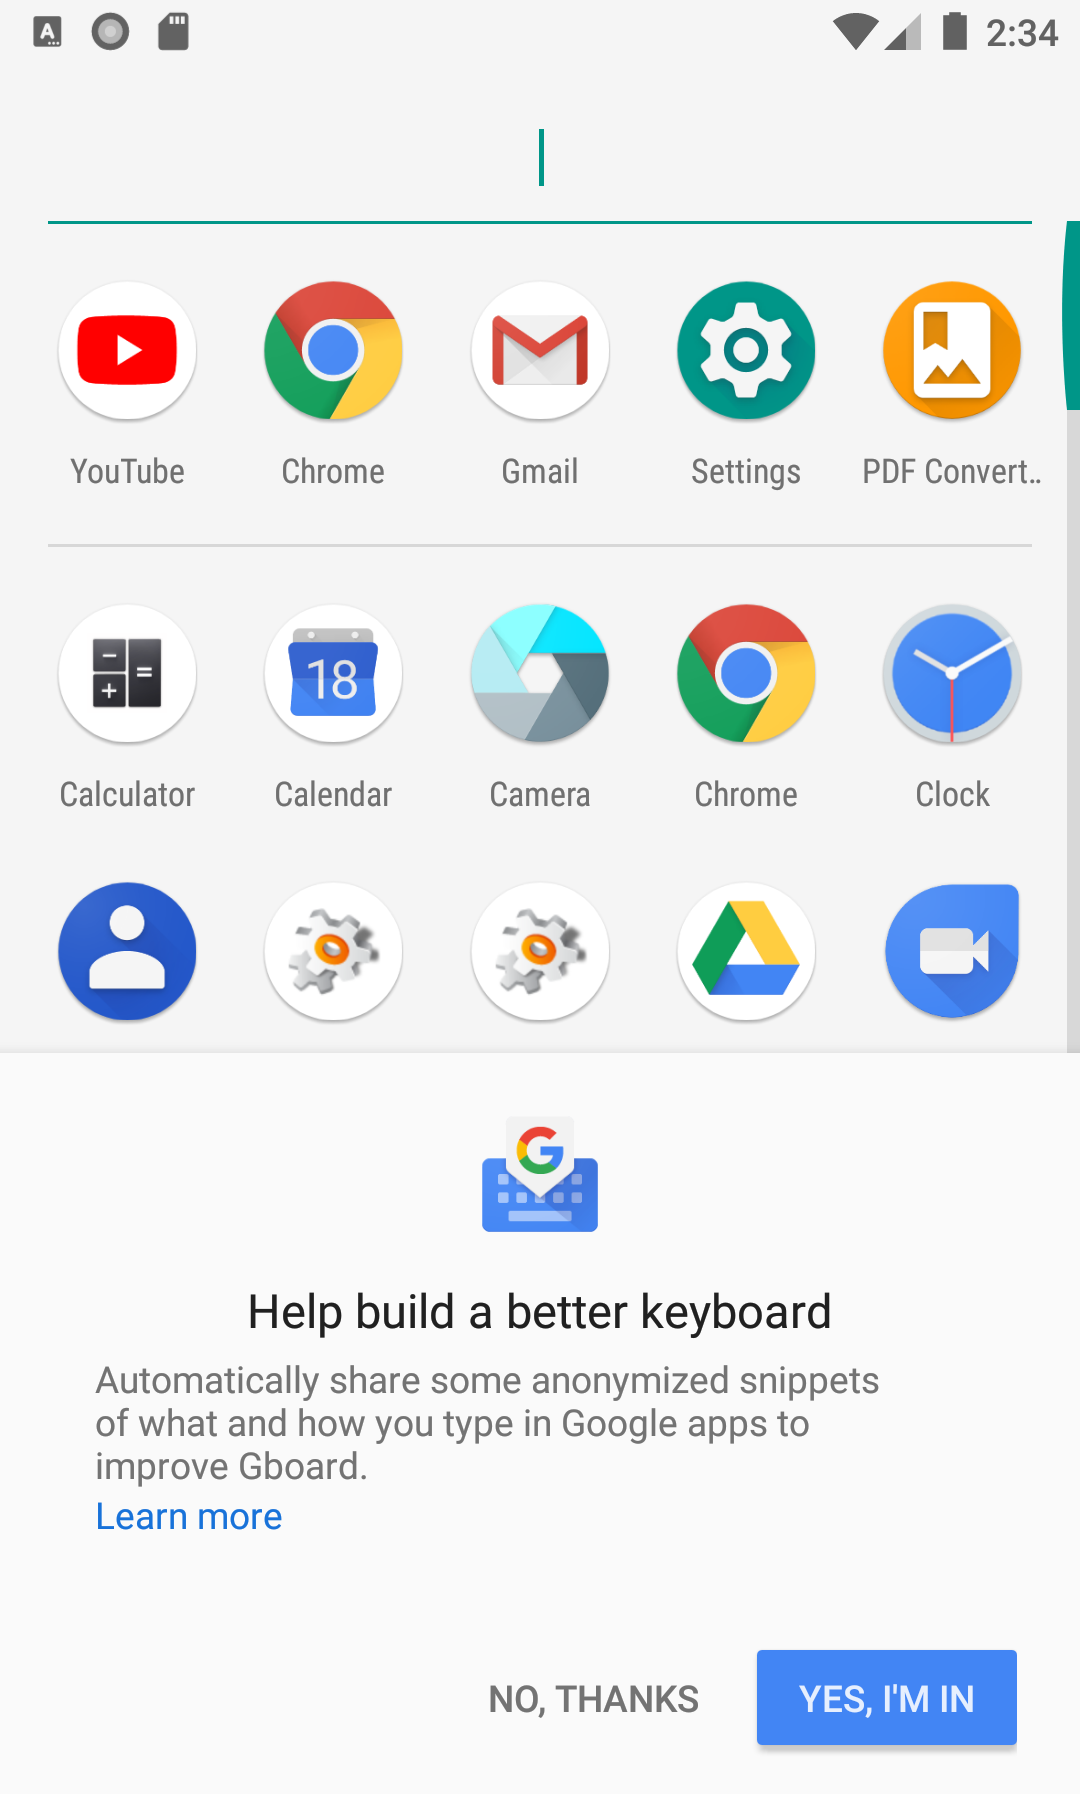 2:34
YouTube Chrome Gmail Settings PDF Convert..
18
Calculator Calendar Camera Chrome Clock
Help build a better keyboard
Automatically share some anonymized snippets
of what and how you type in Google apps to
improve Gboard.
Learn more
NO, THANKS YES, I'M IN